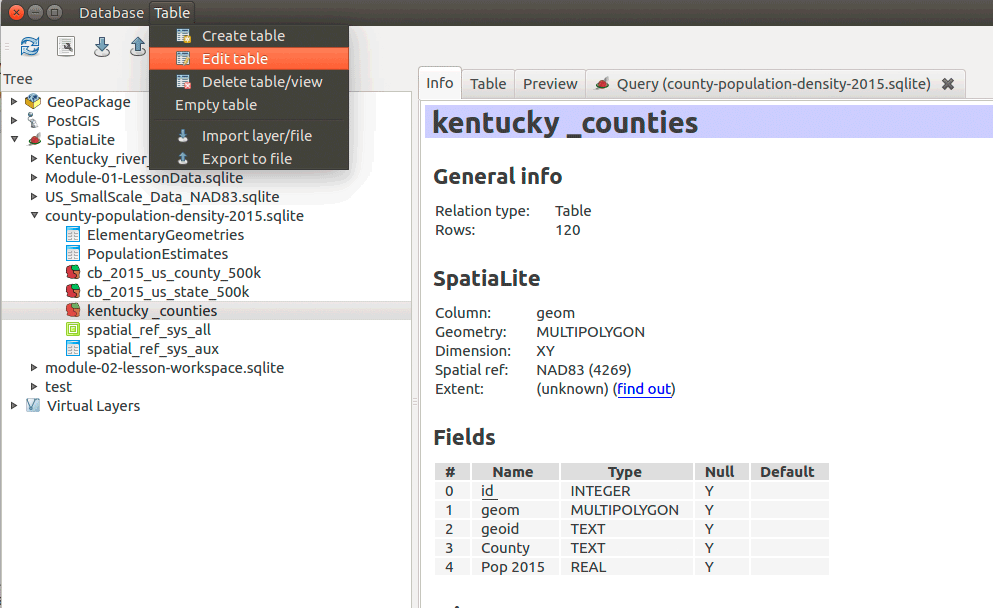 Database Table
Create table
Edit table
Delete table/view
Empty table
Import layer/file
Export to file
Tree
GeoPackage
PostGIS
SpatiaLite
Kentucky_river_
Module-01-LessonData.sqlite
US_SmallScale_Data_NAD83.sqlite
county-population-density-2015.sqlite
ElementaryGeometries
PopulationEstimates
cb_2015_us_county_500k
cb_2015_us_state_500k
kentucky _counties
spatial_ref_sys_all
spatial_ref_sys_aux
module-02-lesson-workspace.sqlite
test
Virtual Layers
Info Table Preview Query (county-population-density-2015.sqlite)
kentucky _counties
General info
Relation type: Table
Rows: 120
SpatiaLite
Column: geom
Geometry: MULTIPOLYGON
Dimension: XY
Spatial ref: NAD83 (4269)
Extent: (unknown) (find out)
Fields
# Name Type Null Default
0 id INTEGER Y
1 geom MULTIPOLYGON Y
2 geoid TEXT Y
3 County TEXT Y
4 Pop 2015 REAL Y